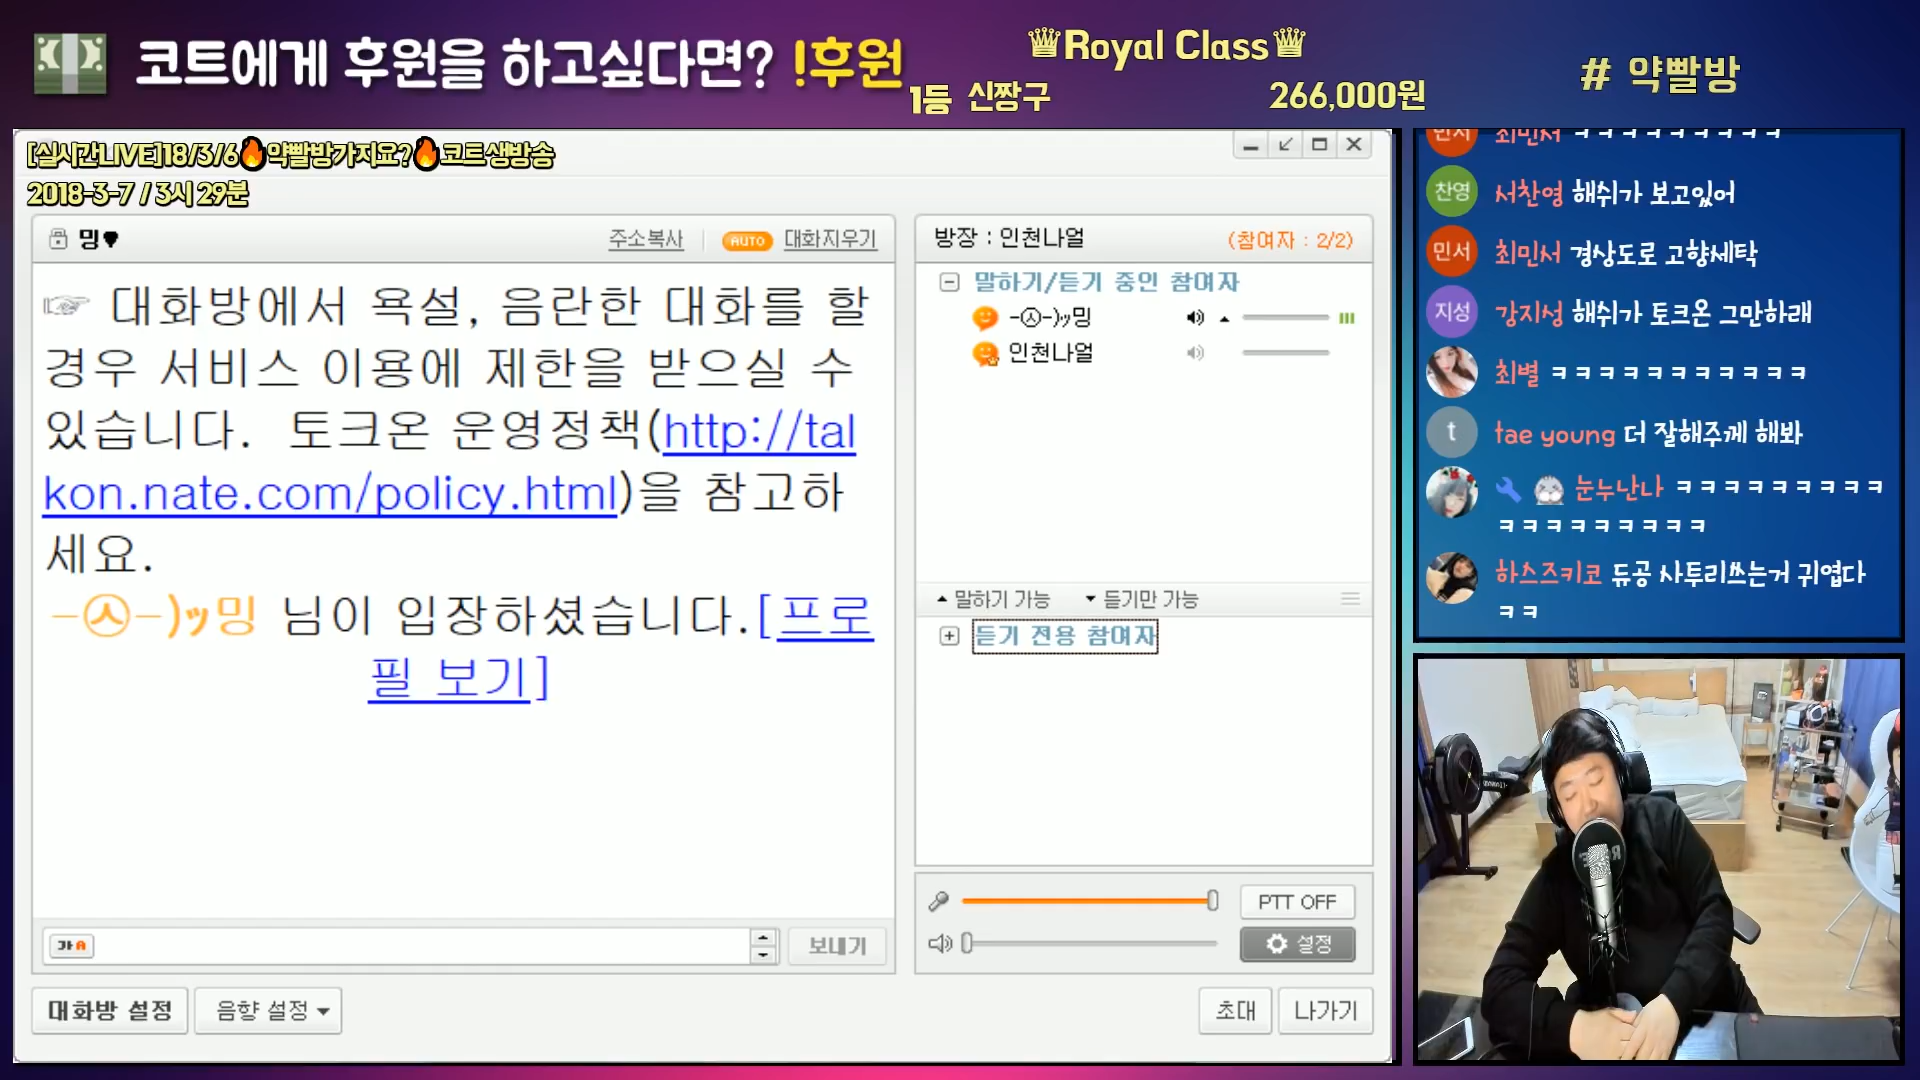 코트에게 후원을 하고싶다면? !후원
♛Royal Class♛
1등 신짱구 266,000원
# 약빨방
[실시간LIVE]18/3/6🔥약빨방가지요?🔥코트생방송
2018-3-7 / 3시 29분
밍♥
주소복사
AUTO 대화지우기
☞ 대화방에서 욕설, 음란한 대화를 할
경우 서비스 이용에 제한을 받으실 수
있습니다. 토크온 운영정책(http://tal
kon.nate.com/policy.html)을 참고하
세요.
-㉦-)ッ밍 님이 입장하셨습니다.[프로
필 보기]
가A
보내기
대화방 설정
음향 설정
방장 : 인천나얼
(참여자 : 2/2)
말하기/듣기 중인 참여자
-㉦-)ッ밍
인천나얼
말하기 가능
듣기만 가능
듣기 전용 참여자
PTT OFF
설정
초대
나가기
민서 최민서 ㅋㅋㅋㅋㅋㅋㅋㅋㅋ
찬영 서찬영 해쉬가 보고있어
민서 최민서 경상도로 고향세탁
지성 강지성 해쉬가 토크온 그만하래
최별 ㅋㅋㅋㅋㅋㅋㅋㅋㅋㅋㅋ
t tae young 더 잘해주게 해봐
눈누난나 ㅋㅋㅋㅋㅋㅋㅋㅋㅋ
ㅋㅋㅋㅋㅋㅋㅋㅋㅋ
하스즈키코 듀공 사투리쓰는거 귀엽다
ㅋㅋ